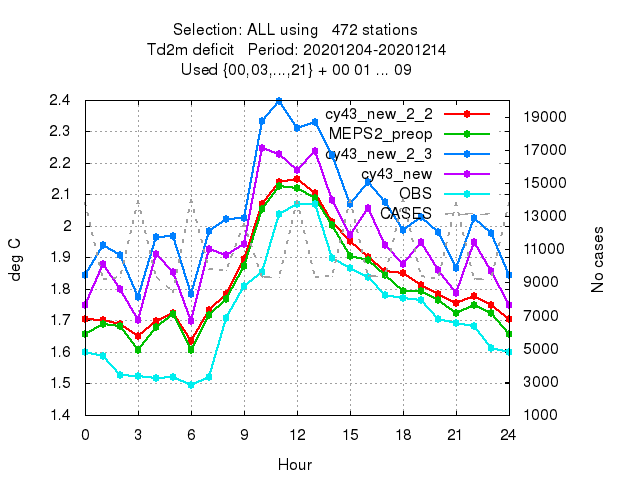 Selection: ALL using   472 stations
Td2m deficit   Period: 20201204-20201214
Used {00,03,...,21} + 00 01 ... 09
cy43_new_2_2
MEPS2_preop
cy43_new_2_3
cy43_new
OBS
CASES
deg C
2.4
2.3
2.2
2.1
2
1.9
1.8
1.7
1.6
1.5
1.4
No cases
19000
17000
15000
13000
11000
9000
7000
5000
3000
1000
0 3 6 9 12 15 18 21 24
Hour